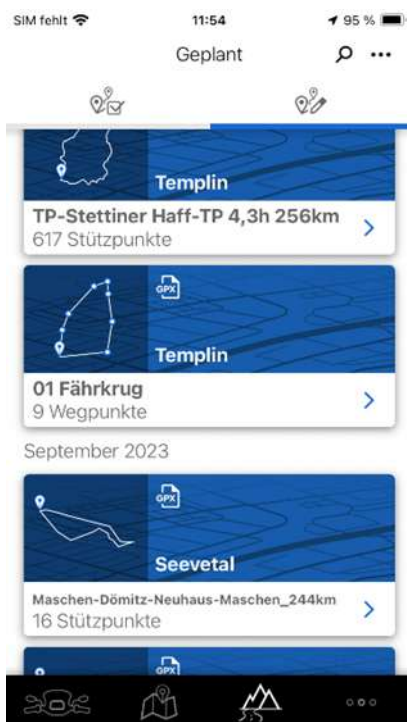 SIM fehlt 11:54 95 %
Geplant
Templin
TP-Stettiner Haff-TP 4,3h 256km
617 Stützpunkte
GPX
Templin
01 Fährkrug
9 Wegpunkte
September 2023
GPX
Seevetal
Maschen-Dömitz-Neuhaus-Maschen_244km
16 Stützpunkte
GPX